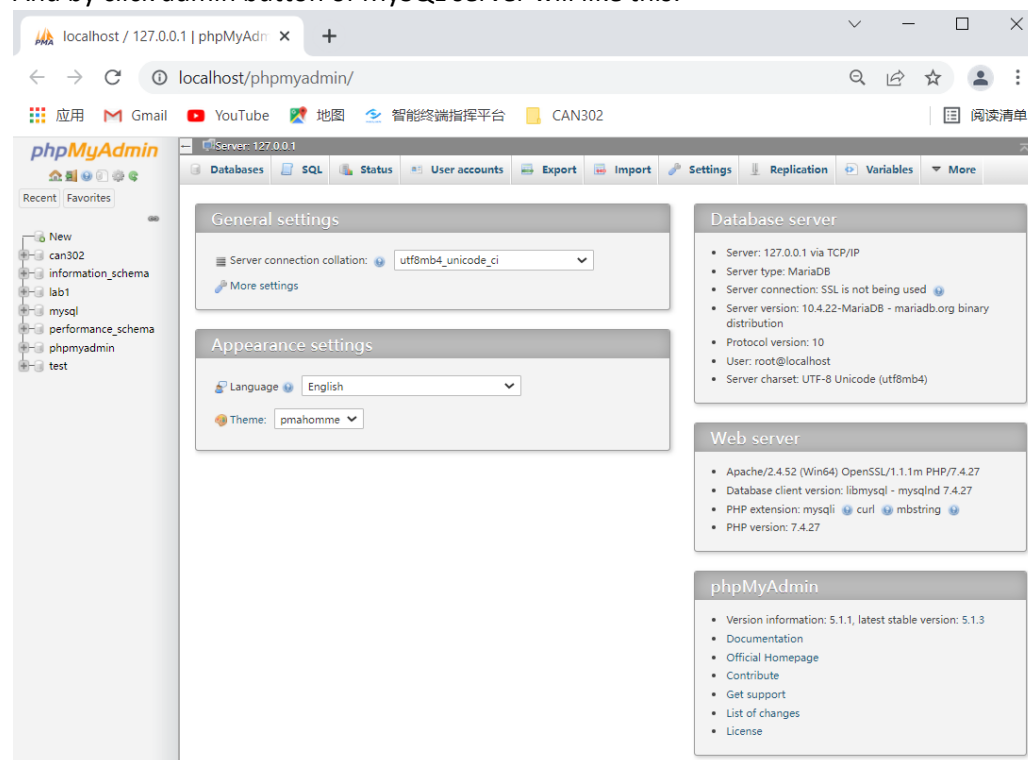 And by click admin button of MySQL server will like this:
PMA localhost / 127.0.0.1 | phpMyAdm
localhost/phpmyadmin/
应用 Gmail YouTube 地图 智能终端指挥平台 CAN302 阅读清单
phpMyAdmin
Recent Favorites
New
can302
information_schema
lab1
mysql
performance_schema
phpmyadmin
test
Server: 127.0.0.1
Databases SQL Status User accounts Export Import Settings Replication Variables More
General settings
Server connection collation: utf8mb4_unicode_ci
More settings
Appearance settings
Language English
Theme: pmahomme
Database server
• Server: 127.0.0.1 via TCP/IP
• Server type: MariaDB
• Server connection: SSL is not being used
• Server version: 10.4.22-MariaDB - mariadb.org binary
distribution
• Protocol version: 10
• User: root@localhost
• Server charset: UTF-8 Unicode (utf8mb4)
Web server
• Apache/2.4.52 (Win64) OpenSSL/1.1.1m PHP/7.4.27
• Database client version: libmysql - mysqlnd 7.4.27
• PHP extension: mysqli curl mbstring
• PHP version: 7.4.27
phpMyAdmin
• Version information: 5.1.1, latest stable version: 5.1.3
• Documentation
• Official Homepage
• Contribute
• Get support
• List of changes
• License